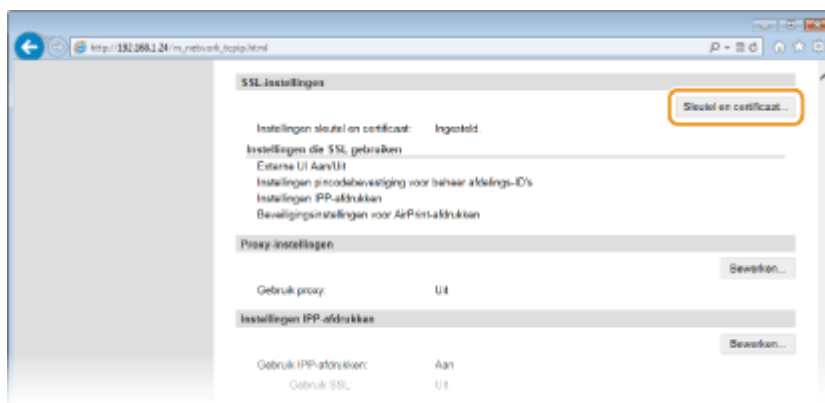 http://192.168.1.24/m_network_tcpip.html
SSL-instellingen
Sleutel en certificaat...
Instellingen sleutel en certificaat: Ingesteld
Instellingen die SSL gebruiken
Externe UI Aan/Uit
Instellingen pincodebevestiging voor beheer afdelings-ID's
Instellingen IPP-afdrukken
Beveiligingsinstellingen voor AirPrint-afdrukken
Proxy-instellingen
Bewerken...
Gebruik proxy: Uit
Instellingen IPP-afdrukken
Bewerken...
Gebruik IPP-afdrukken: Aan
Gebruik SSL: Uit